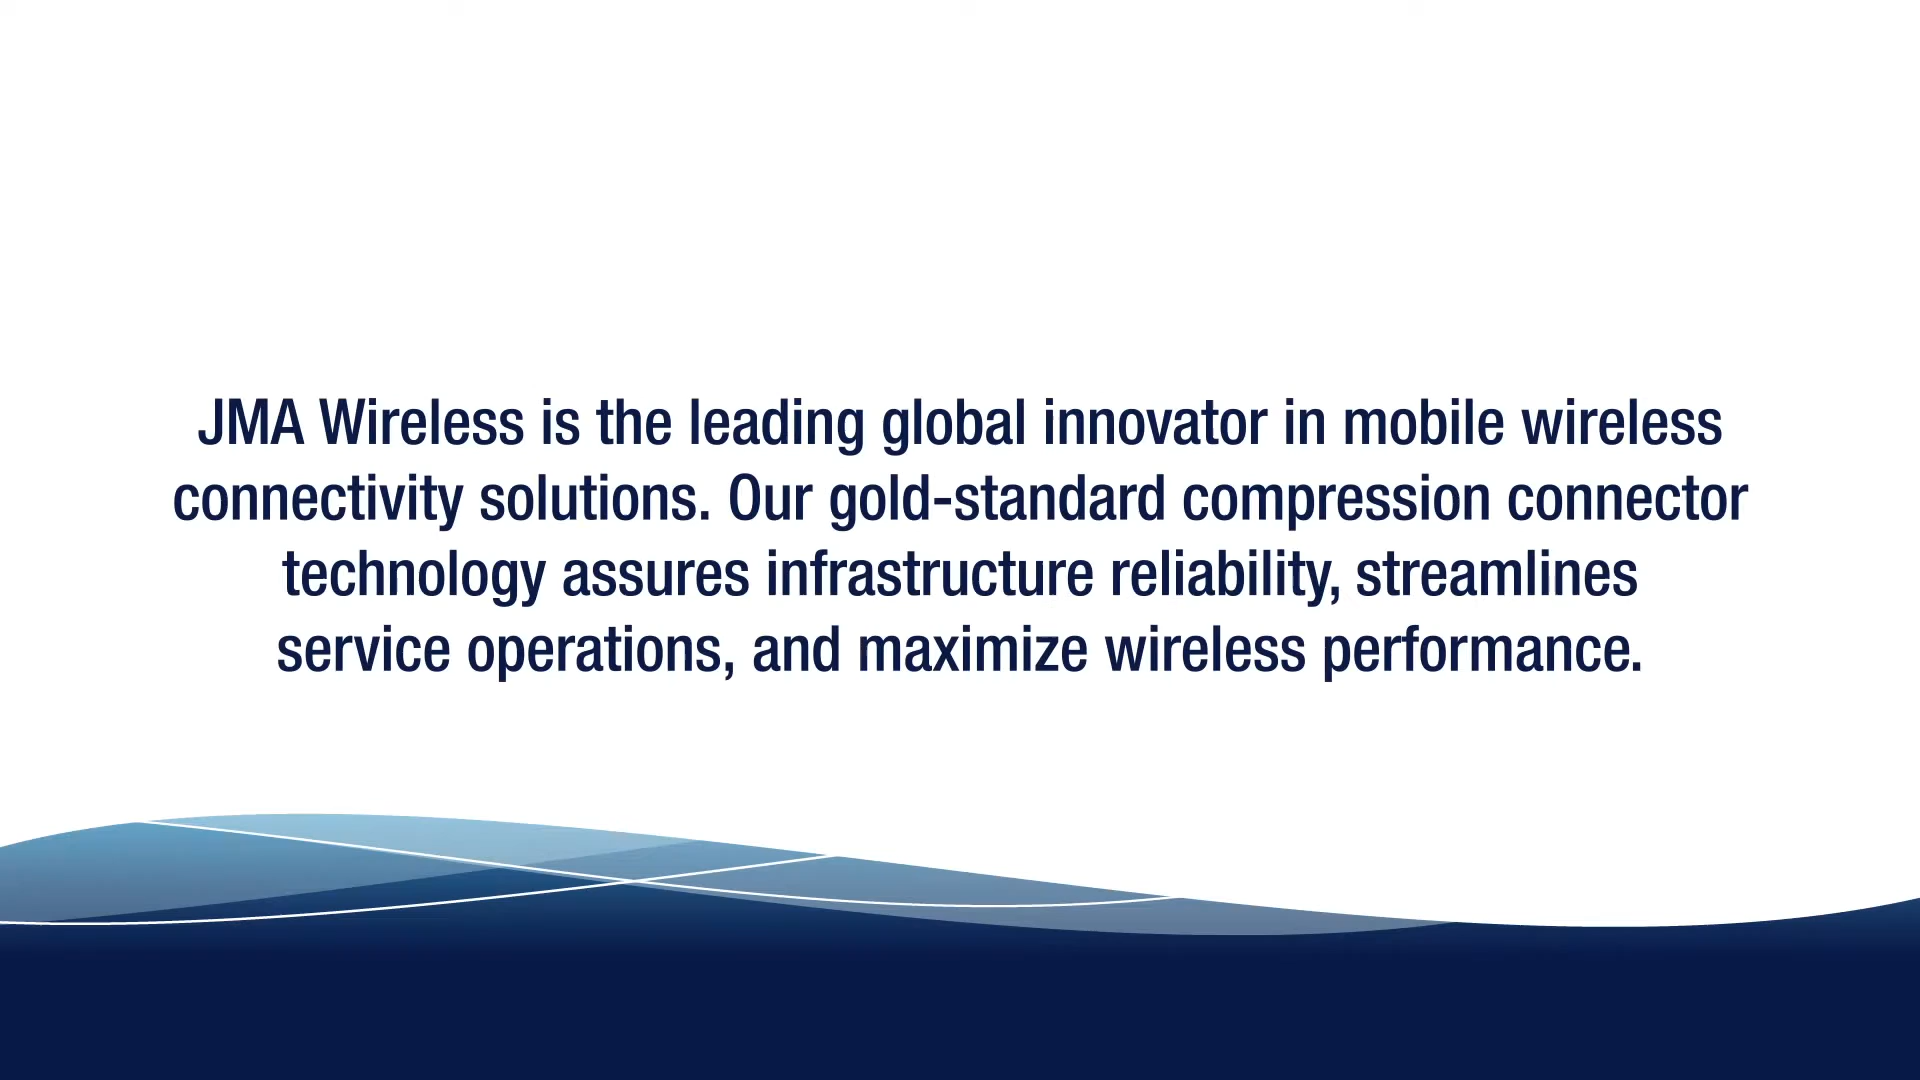 JMA Wireless is the leading global innovator in mobile wireless
connectivity solutions. Our gold-standard compression connector
technology assures infrastructure reliability, streamlines
service operations, and maximize wireless performance.